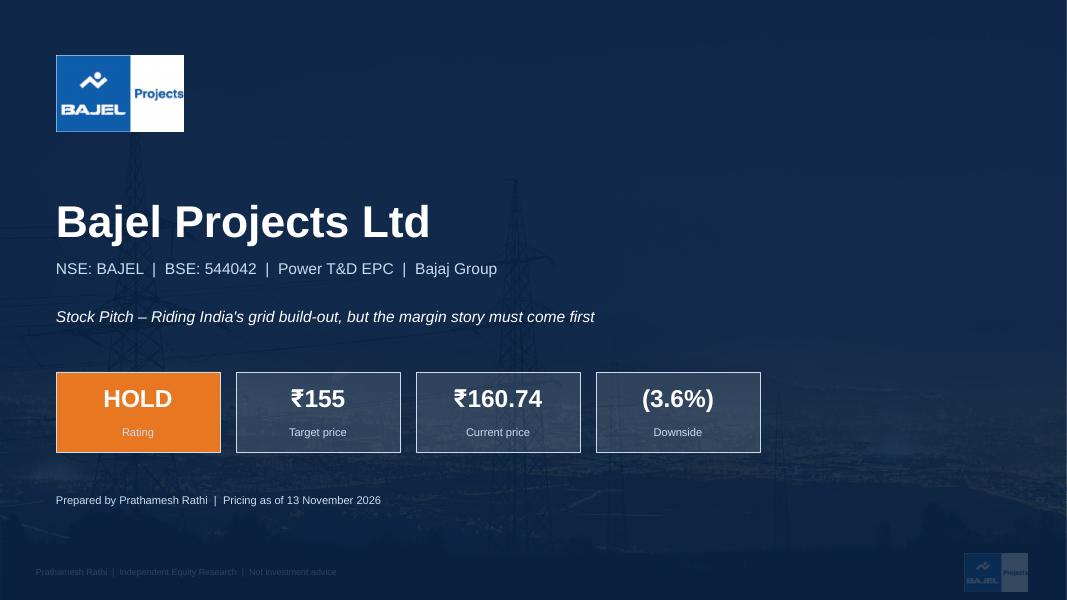 BAJEL
Projects
Bajel Projects Ltd
NSE: BAJEL | BSE: 544042 | Power T&D EPC | Bajaj Group
Stock Pitch – Riding India's grid build-out, but the margin story must come first
HOLD
Rating
₹155
Target price
₹160.74
Current price
(3.6%)
Downside
Prepared by Prathamesh Rathi | Pricing as of 13 November 2026
Prathamesh Rathi | Independent Equity Research | Not investment advice
BAJEL
Projects